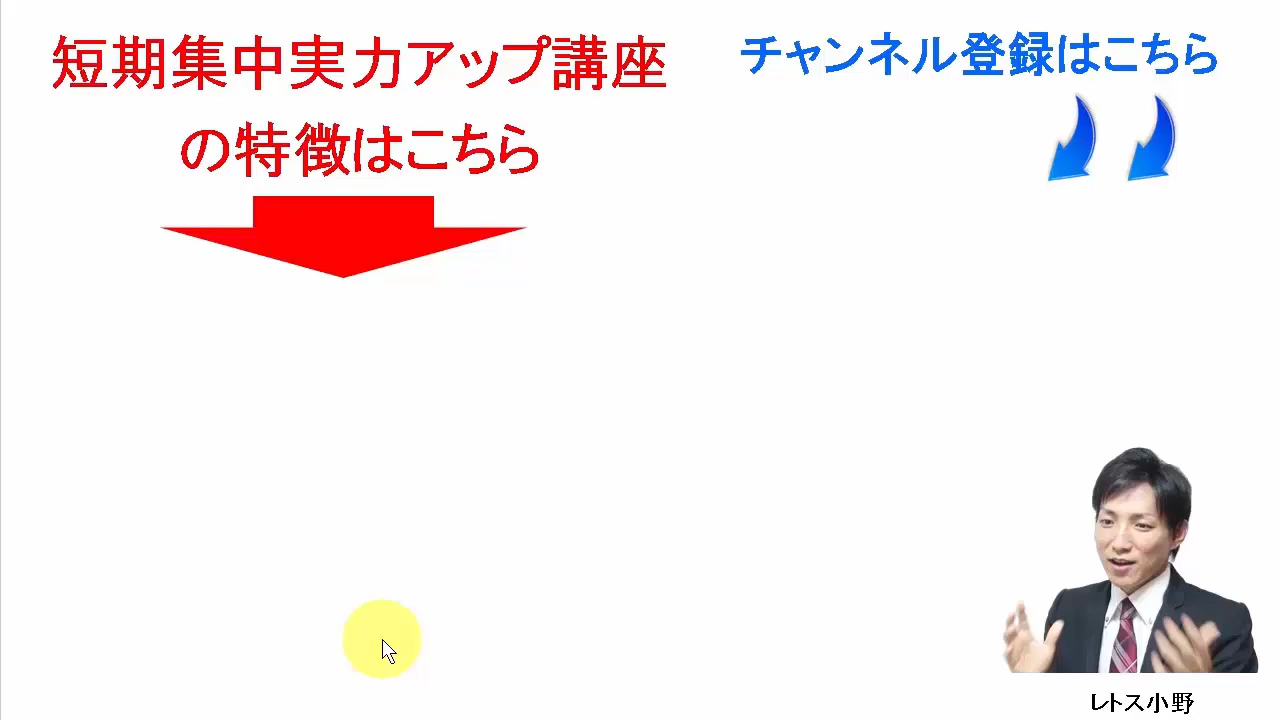 短期集中実力アップ講座
の特徴はこちら
チャンネル登録はこちら
レトス小野